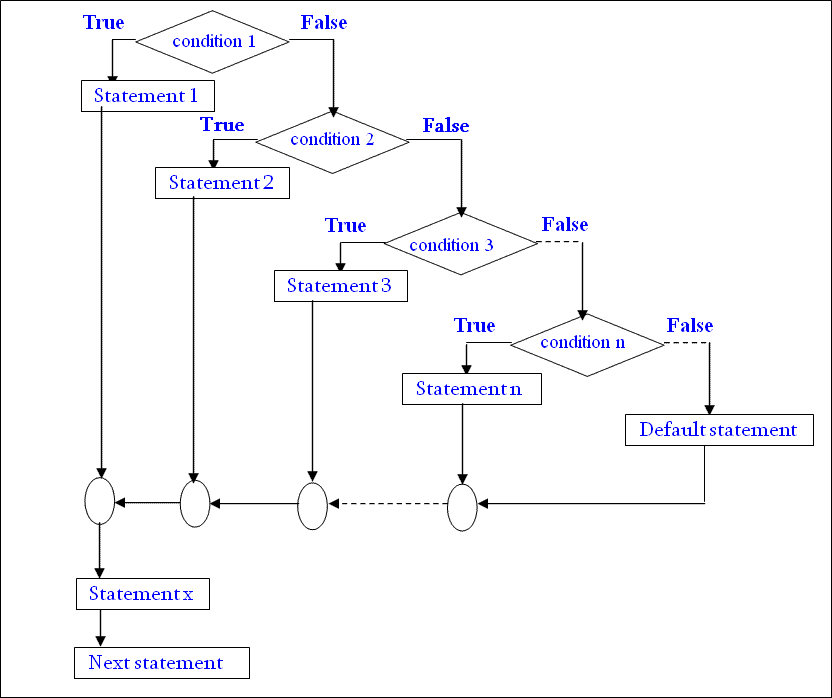 True
False
condition 1
Statement 1
True
False
condition 2
Statement 2
True
False
condition 3
Statement 3
True
False
condition n
Statement n
Default statement
Statement x
Next statement